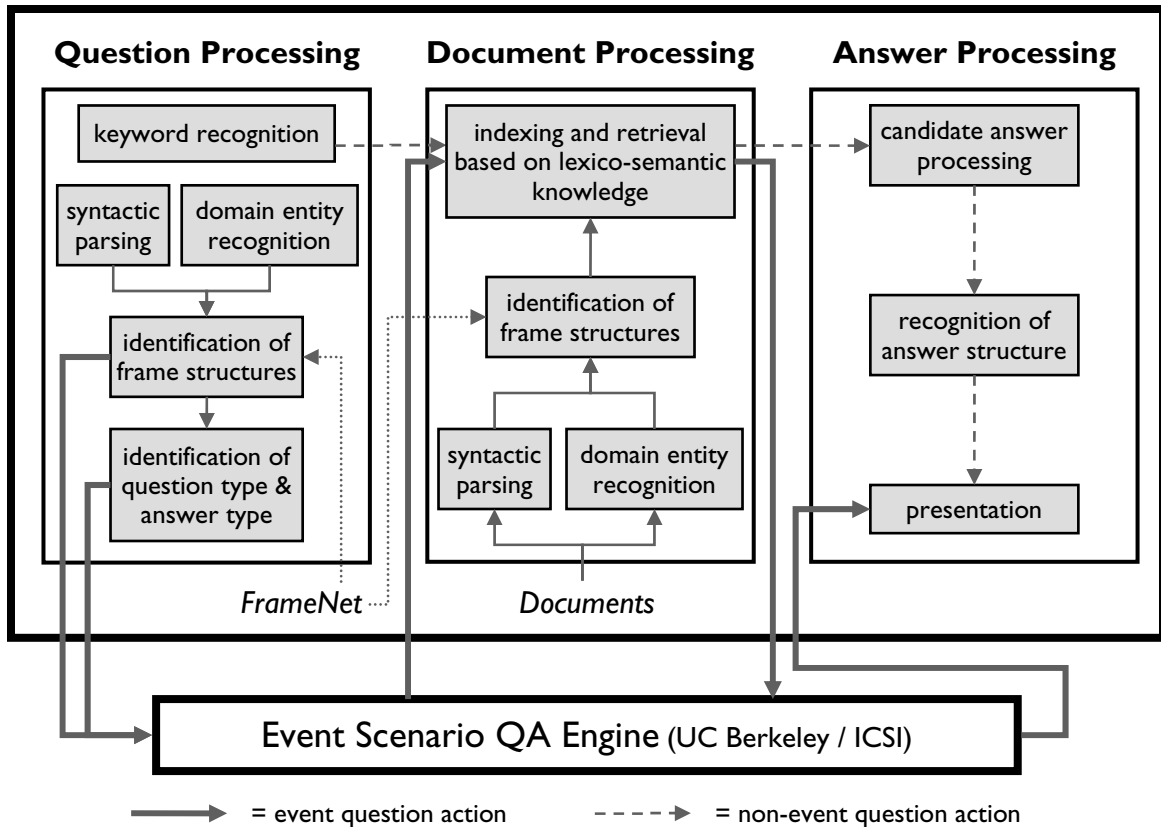 Question Processing
keyword recognition
syntactic
parsing
domain entity
recognition
identification of
frame structures
identification of
question type &
answer type
FrameNet
Document Processing
indexing and retrieval
based on lexico-semantic
knowledge
identification of
frame structures
syntactic
parsing
domain entity
recognition
Documents
Answer Processing
candidate answer
processing
recognition of
answer structure
presentation
Event Scenario QA Engine (UC Berkeley / ICSI)
= event question action
= non-event question action